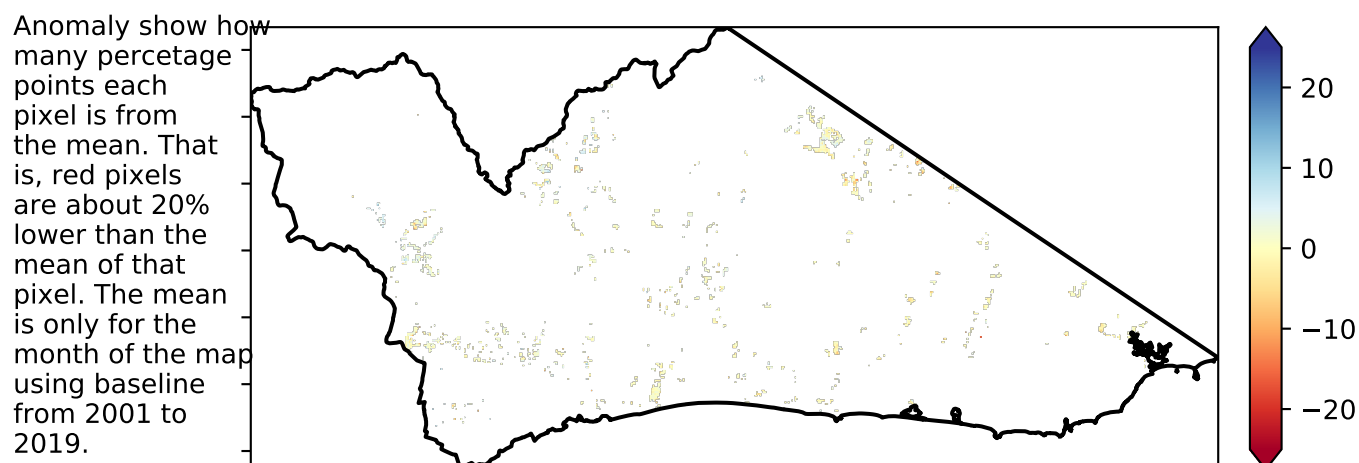 Anomaly show how
many percetage
points each
pixel is from
the mean. That
is, red pixels
are about 20%
lower than the
mean of that
pixel. The mean
is only for the
month of the map
using baseline
from 2001 to
2019.
20
10
0
−10
−20